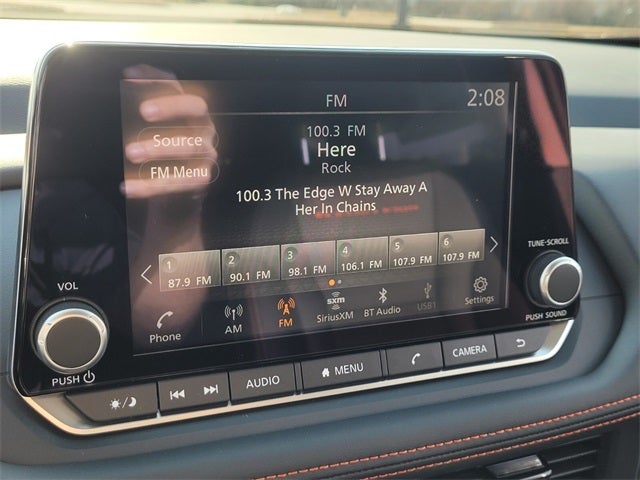 FM
2:08
100.3 FM
Here
Rock
Source
FM Menu
100.3 The Edge W Stay Away A
Her In Chains
1 2 3 4 5 6
87.9 FM 90.1 FM 98.1 FM 106.1 FM 107.9 FM 107.9 FM
Phone AM FM SiriusXM BT Audio USB1 Settings
sxm
VOL
PUSH
TUNE·SCROLL
PUSH SOUND
AUDIO MENU CAMERA